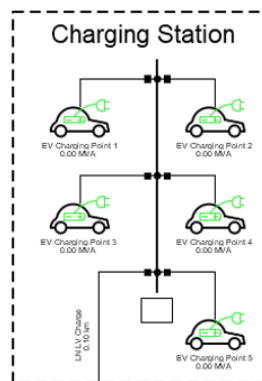 Charging Station
EV Charging Point 1
0.00 MVA
EV Charging Point 2
0.00 MVA
EV Charging Point 3
0.00 MVA
EV Charging Point 4
0.00 MVA
LN LV Charge
0.10 km
EV Charging Point 5
0.00 MVA